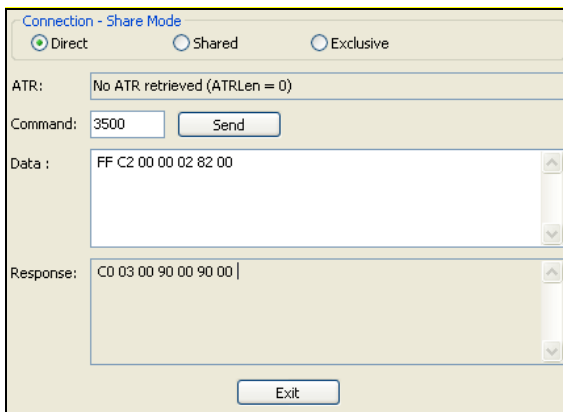 Connection - Share Mode
Direct Shared Exclusive
ATR: No ATR retrieved (ATRLen = 0)
Command: 3500 Send
Data : FF C2 00 00 02 82 00
Response: C0 03 00 90 00 90 00
Exit